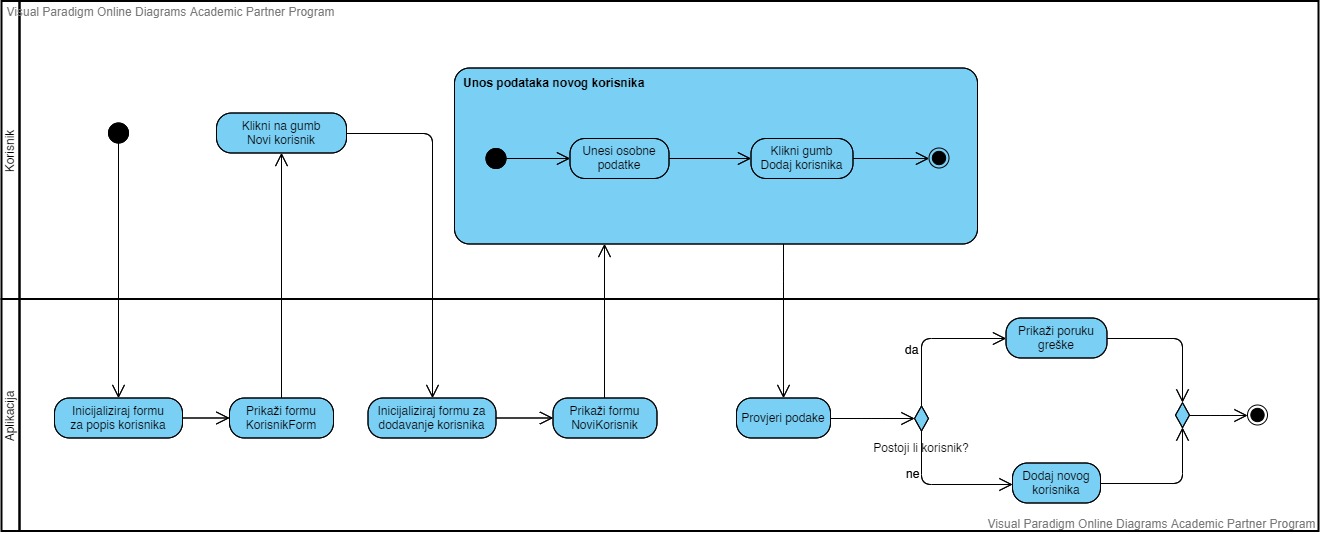 Visual Paradigm Online Diagrams Academic Partner Program
Korisnik
Klikni na gumb
Novi korisnik
Unos podataka novog korisnika
Unesi osobne
podatke
Klikni gumb
Dodaj korisnika
Aplikacija
Inicijaliziraj formu
za popis korisnika
Prikaži formu
KorisnikForm
Inicijaliziraj formu za
dodavanje korisnika
Prikaži formu
NoviKorisnik
Provjeri podake
Postoji li korisnik?
da
Prikaži poruku
greške
ne
Dodaj novog
korisnika
Visual Paradigm Online Diagrams Academic Partner Program